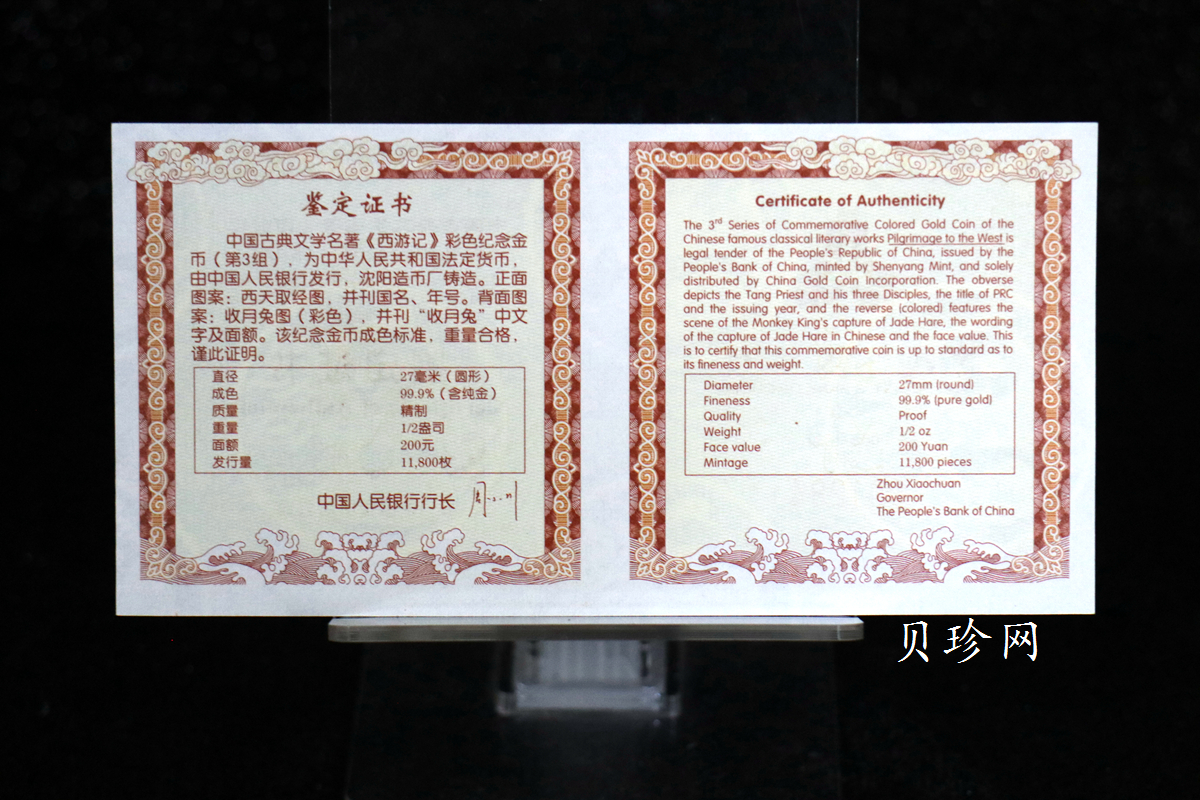 鉴定证书
中国古典文学名著《西游记》彩色纪念金
币（第3组），为中华人民共和国法定货币，
由中国人民银行发行，沈阳造币厂铸造。正面
图案：西天取经图，并刊国名、年号。背面图
案：收月兔图（彩色），并刊“收月兔”中文
字及面额。该纪念金币成色标准，重量合格，
谨此证明。
直径 27毫米（圆形）
成色 99.9%（含纯金）
质量 精制
重量 1/2盎司
面额 200元
发行量 11,800枚
中国人民银行行长
Certificate of Authenticity
The 3rd Series of Commemorative Colored Gold Coin of the
Chinese famous classical literary works Pilgrimage to the West is
legal tender of the People's Republic of China, issued by the
People's Bank of China, minted by Shenyang Mint, and solely
distributed by China Gold Coin Incorporation. The obverse
depicts the Tang Priest and his three Disciples, the title of PRC
and the issuing year, and the reverse (colored) features the
scene of the Monkey King's capture of Jade Hare, the wording
of the capture of Jade Hare in Chinese and the face value. This
is to certify that this commemorative coin is up to standard as to
its fineness and weight.
Diameter 27mm (round)
Fineness 99.9% (pure gold)
Quality Proof
Weight 1/2 oz
Face value 200 Yuan
Mintage 11,800 pieces
Zhou Xiaochuan
Governor
The People's Bank of China
贝珍网